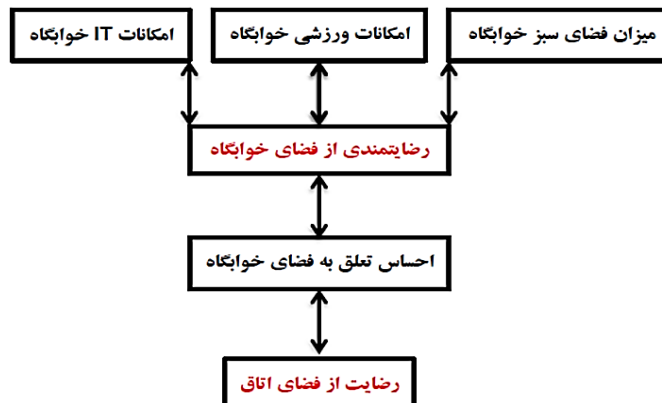 میزان فضای سبز خوابگاه
امکانات ورزشی خوابگاه
امکانات IT خوابگاه
رضایتمندی از فضای خوابگاه
احساس تعلق به فضای خوابگاه
رضایت از فضای اتاق